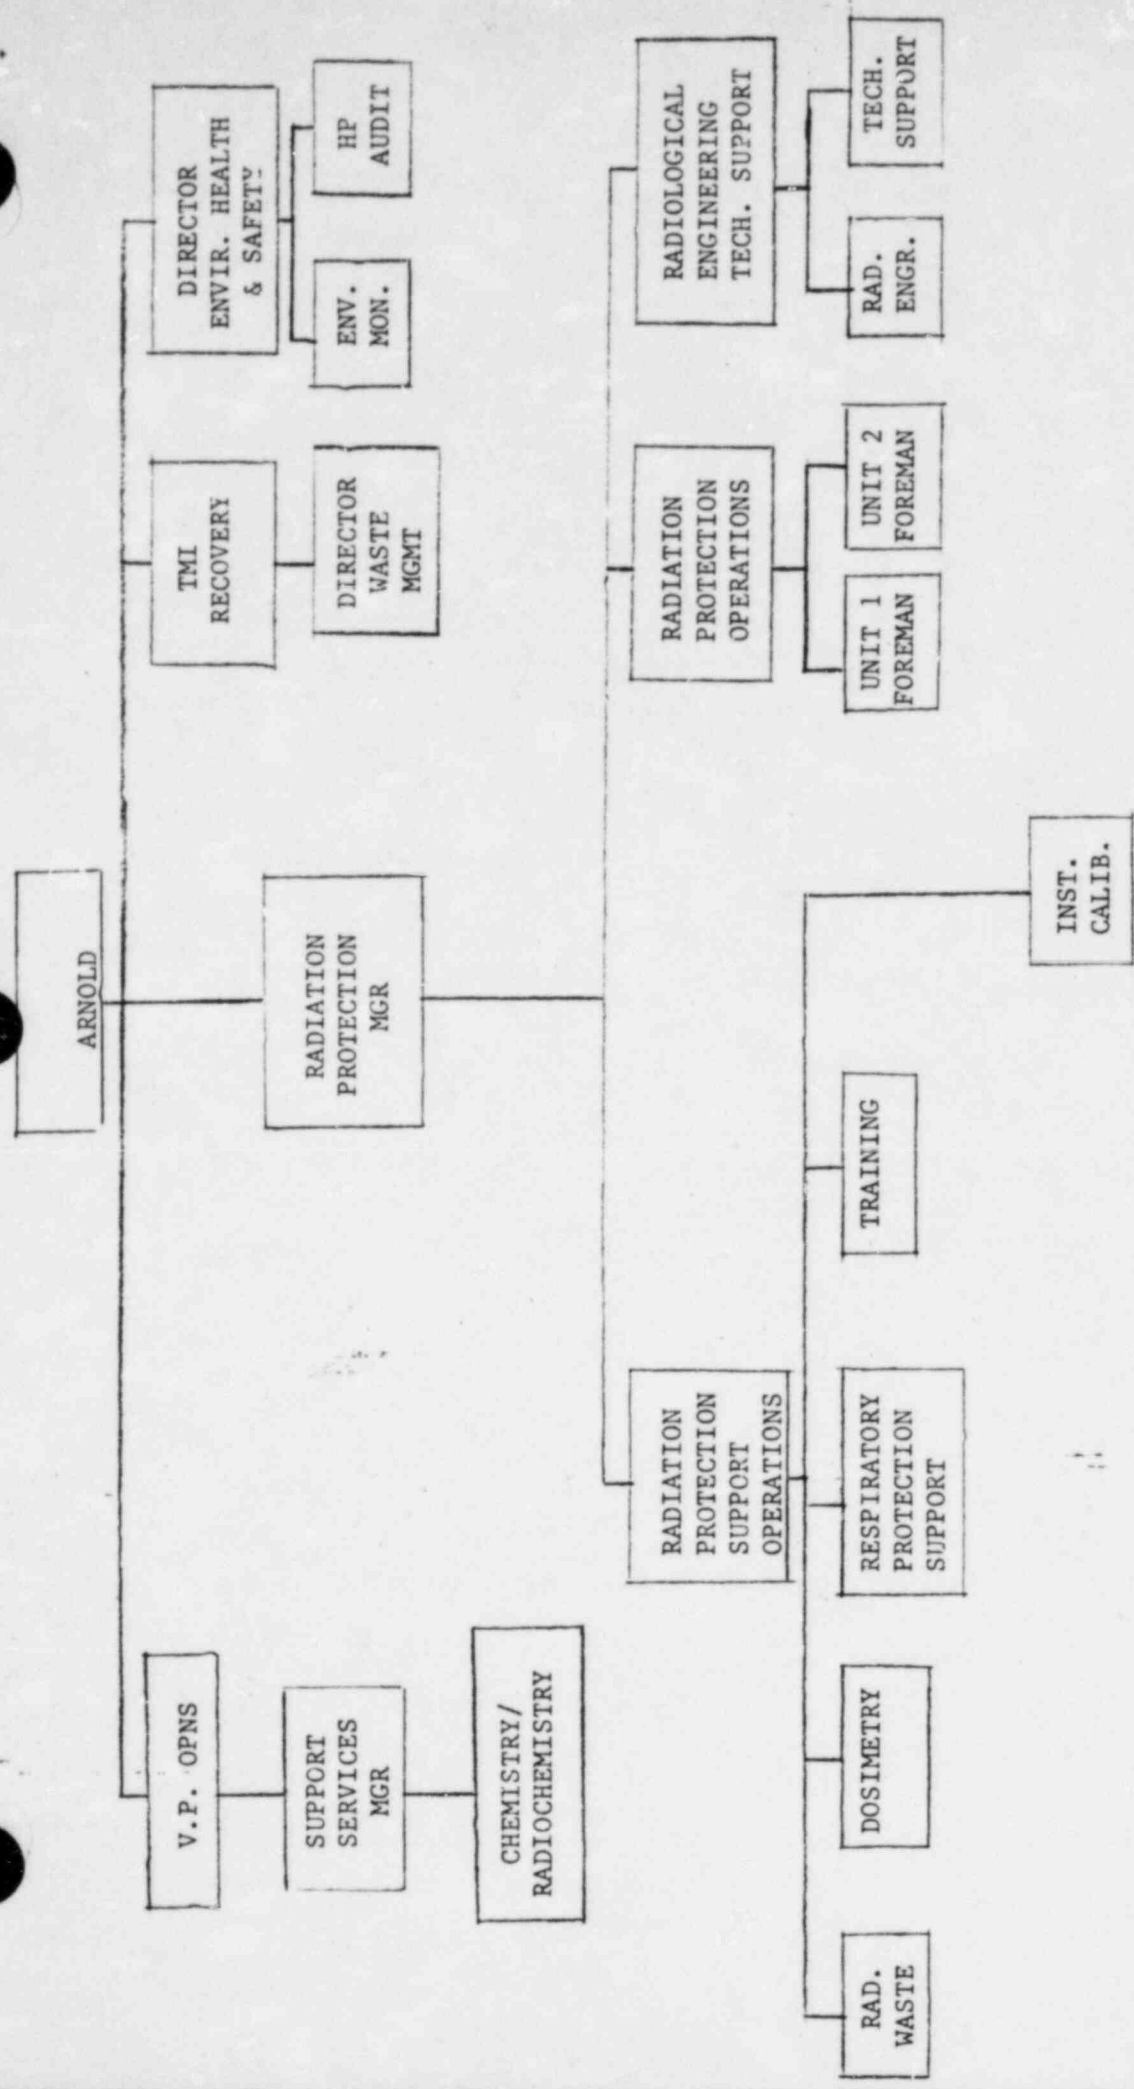 ARNOLD
V.P. OPNS
SUPPORT
SERVICES
MGR
CHEMISTRY/
RADIOCHEMISTRY
RADIATION
PROTECTION
MGR
TMI
RECOVERY
DIRECTOR
WASTE
MGMT
DIRECTOR
ENVIR. HEALTH
& SAFETY
ENV.
MON.
HP
AUDIT
RADIATION
PROTECTION
SUPPORT
OPERATIONS
RADIATION
PROTECTION
OPERATIONS
RADIOLOGICAL
ENGINEERING
TECH. SUPPORT
RAD.
WASTE
DOSIMETRY
RESPIRATORY
PROTECTION
SUPPORT
TRAINING
INST.
CALIB.
UNIT 1
FOREMAN
UNIT 2
FOREMAN
RAD.
ENGR.
TECH.
SUPPORT